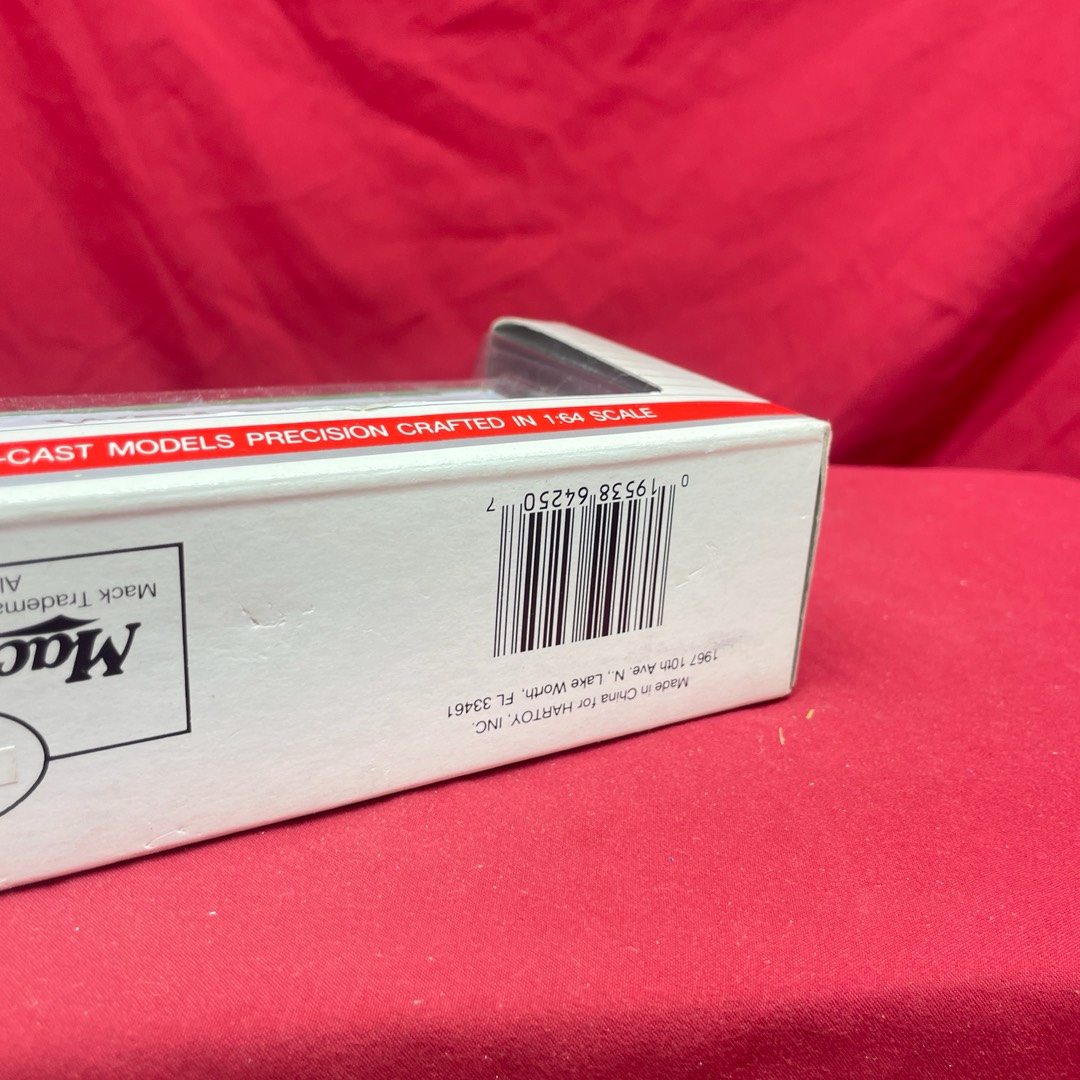 -CAST MODELS PRECISION CRAFTED IN 1:64 SCALE
0 19538 64250 7
Mack Tradema
Al
Mac
Made in China for HARTOY, INC.
1967 10th Ave. N., Lake Worth, FL 33461